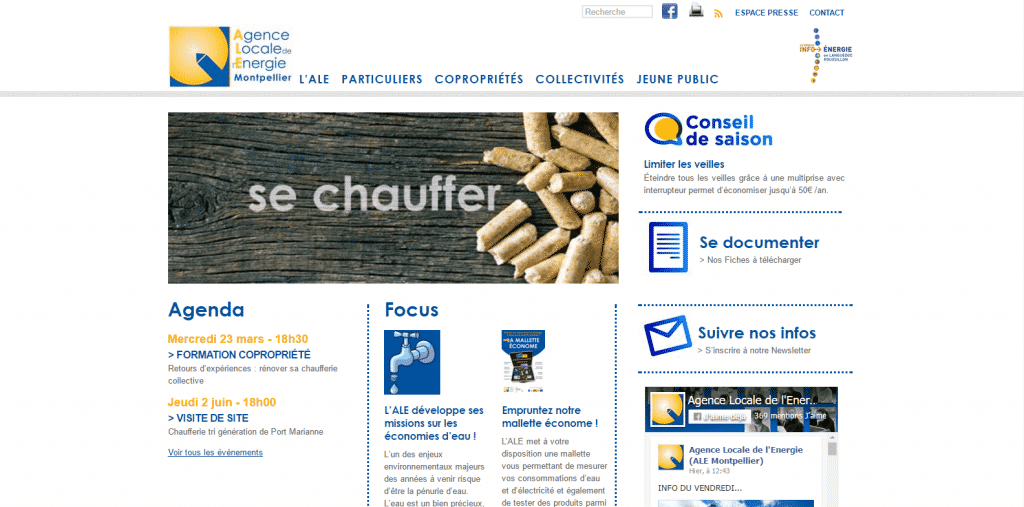 Recherche
ESPACE PRESSE
CONTACT
Agence
Locale de
l'Energie
Montpellier
L'ALE PARTICULIERS COPROPRIÉTÉS COLLECTIVITÉS JEUNE PUBLIC
INFO ÉNERGIE
EN LANGUEDOC
ROUSSILLON
se chauffer
Conseil
de saison
Limiter les veilles
Éteindre tous les veilles grâce à une multiprise avec
interrupteur permet d'économiser jusqu'à 50€ /an.
Se documenter
> Nos Fiches à télécharger
Suivre nos infos
> S'inscrire à notre Newsletter
Agenda
Mercredi 23 mars - 18h30
> FORMATION COPROPRIÉTÉ
Retours d'expériences : rénover sa chaufferie
collective
Jeudi 2 juin - 18h00
> VISITE DE SITE
Chaufferie tri génération de Port Marianne
Voir tous les événements
Focus
L'ALE développe ses
missions sur les
économies d'eau !
L'un des enjeux
environnementaux majeurs
des années à venir risque
d'être la pénurie d'eau.
L'eau est un bien précieux,
LA MALLETTE
ÉCONOME
Empruntez notre
mallette économe !
L'ALE met à votre
disposition une mallette
vous permettant de mesurer
vos consommations d'eau
et d'électricité et également
de tester des produits parmi
Agence Locale de l'Ener..
J'aime déjà
369 mentions J'aime
Agence Locale de l'Energie
(ALE Montpellier)
Hier, à 12:43
INFO DU VENDREDI...